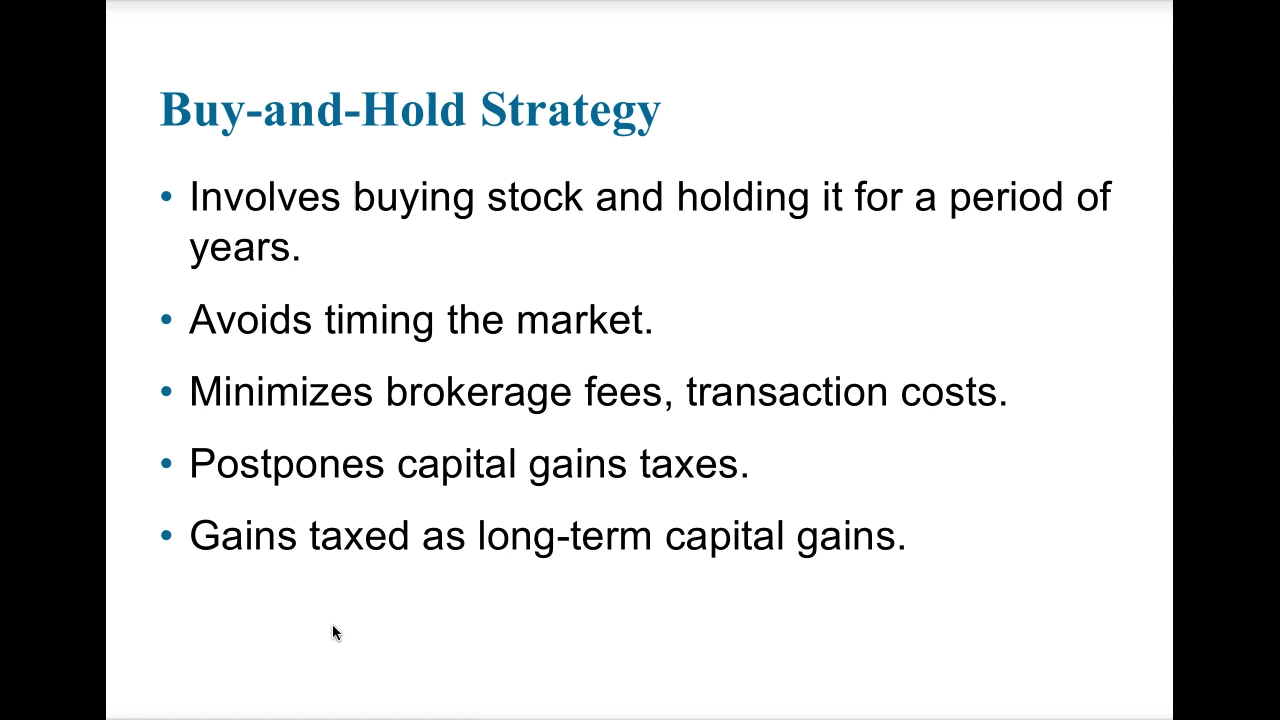 Buy-and-Hold Strategy
• Involves buying stock and holding it for a period of
years.
• Avoids timing the market.
• Minimizes brokerage fees, transaction costs.
• Postpones capital gains taxes.
• Gains taxed as long-term capital gains.